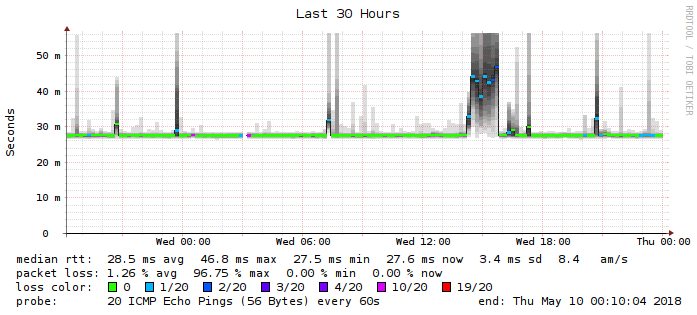 Last 30 Hours
RRDTOOL / TOBI OETIKER
Seconds
50 m
40 m
30 m
20 m
10 m
0
Wed 00:00 Wed 06:00 Wed 12:00 Wed 18:00 Thu 00:00
median rtt: 28.5 ms avg 46.8 ms max 27.5 ms min 27.6 ms now 3.4 ms sd 8.4 am/s
packet loss: 1.26 % avg 96.75 % max 0.00 % min 0.00 % now
loss color: 0 1/20 2/20 3/20 4/20 10/20 19/20
probe: 20 ICMP Echo Pings (56 Bytes) every 60s end: Thu May 10 00:10:04 2018